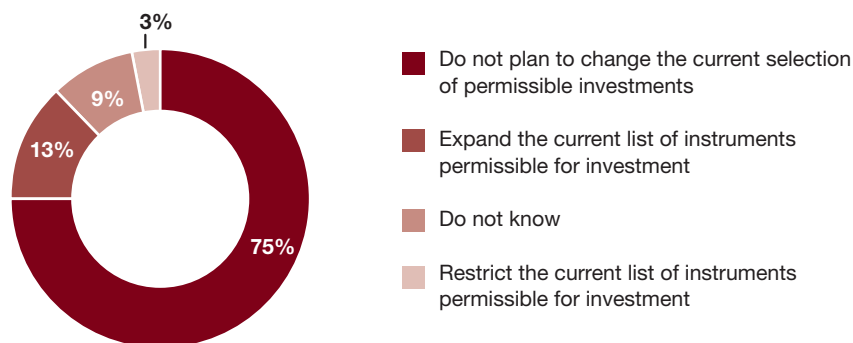 3%
9%
13%
75%
Do not plan to change the current selection
of permissible investments
Expand the current list of instruments
permissible for investment
Do not know
Restrict the current list of instruments
permissible for investment